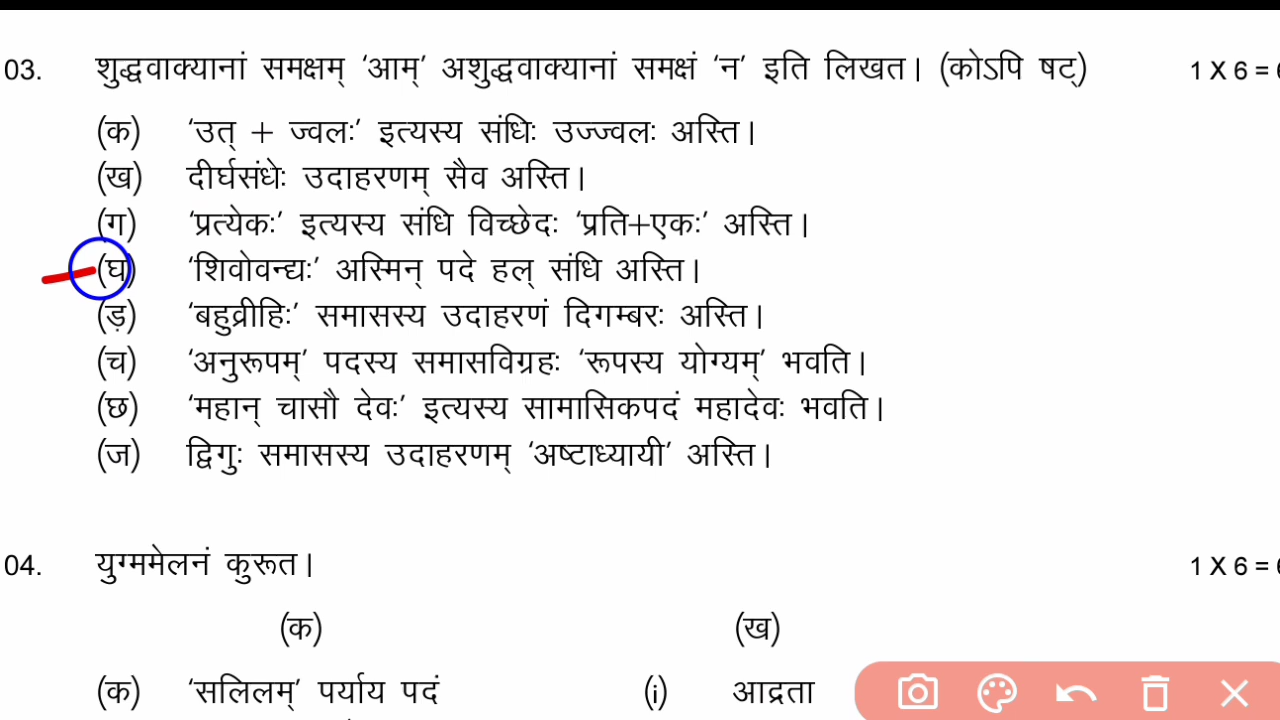 03. शुद्धवाक्यानां समक्षम् 'आम्' अशुद्धवाक्यानां समक्षं 'न' इति लिखत। (कोऽपि षट्) 1 X 6 =
(क) 'उत् + ज्वलः' इत्यस्य संधिः उज्ज्वलः अस्ति।
(ख) दीर्घसंधेः उदाहरणम् सैव अस्ति।
(ग) 'प्रत्येकः' इत्यस्य संधि विच्छेदः 'प्रति+एकः' अस्ति।
(घ) 'शिवोवन्द्यः' अस्मिन् पदे हल् संधि अस्ति।
(ड़) 'बहुव्रीहिः' समासस्य उदाहरणं दिगम्बरः अस्ति।
(च) 'अनुरूपम्' पदस्य समासविग्रहः 'रूपस्य योग्यम्' भवति।
(छ) 'महान् चासौ देवः' इत्यस्य सामासिकपदं महादेवः भवति।
(ज) द्विगुः समासस्य उदाहरणम् 'अष्टाध्यायी' अस्ति।
04. युग्ममेलनं कुरूत। 1 X 6 =
(क) (ख)
(क) 'सलिलम्' पर्याय पदं (i) आद्रता